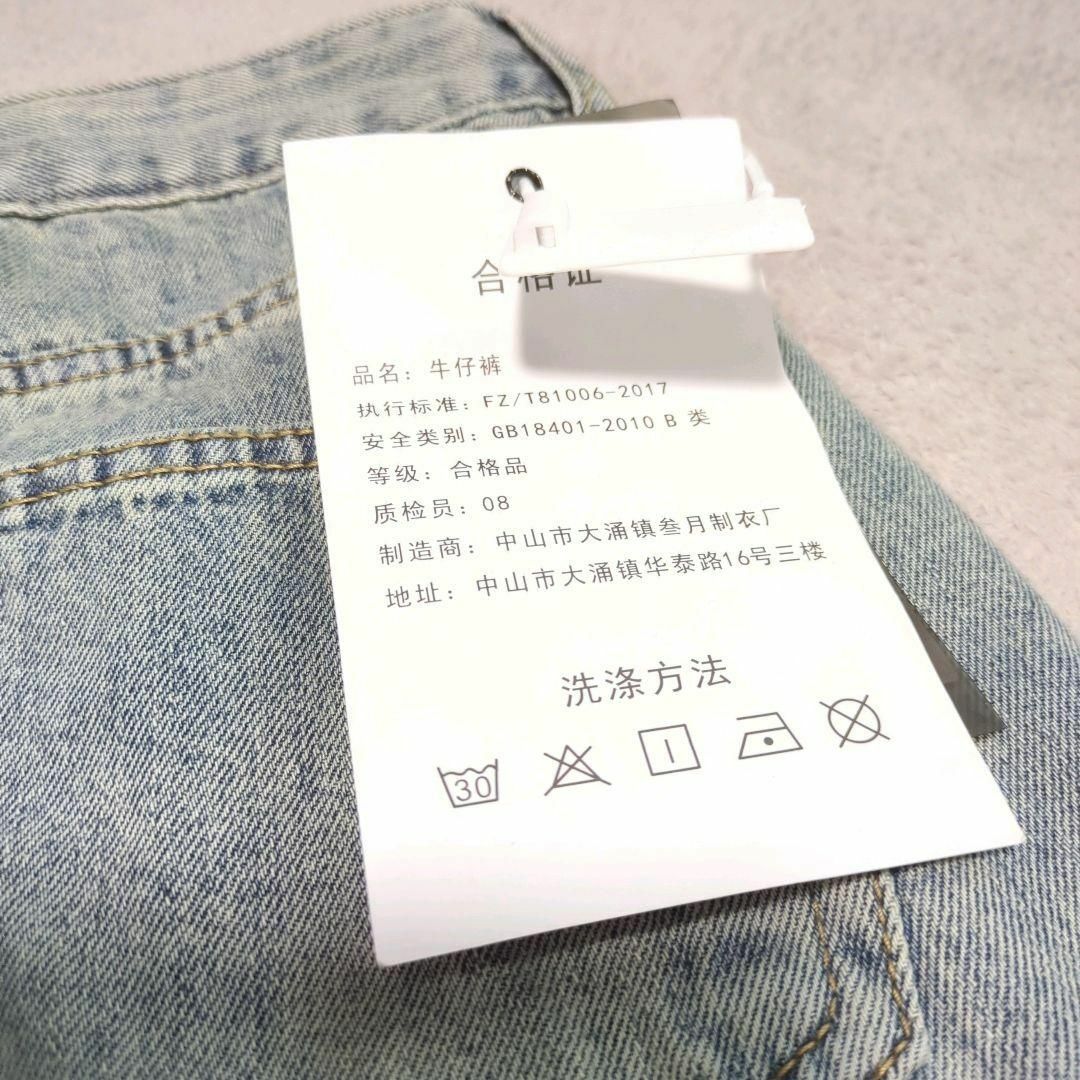 合格证
品名：牛仔裤
执行标准：FZ/T81006-2017
安全类别：GB18401-2010 B 类
等级：合格品
质检员：08
制造商：中山市大涌镇叁月制衣厂
地址：中山市大涌镇华泰路16号三楼
洗涤方法
30